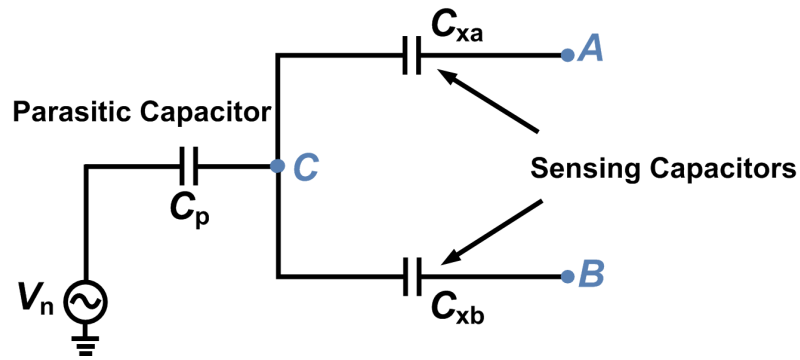 Cxa
A
Parasitic Capacitor
C
Sensing Capacitors
Cp
Vn
B
Cxb